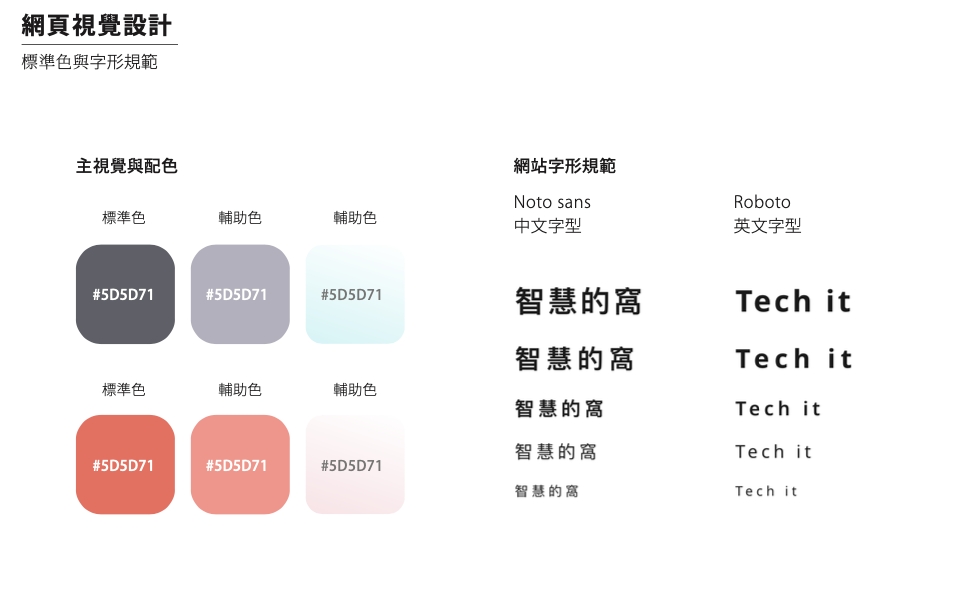 網頁視覺設計
標準色與字形規範
主視覺與配色
標準色 輔助色 輔助色
#5D5D71 #5D5D71 #5D5D71
標準色 輔助色 輔助色
#5D5D71 #5D5D71 #5D5D71
網站字形規範
Noto sans Roboto
中文字型 英文字型
智慧的窩 Tech it
智慧的窩 Tech it
智慧的窩 Tech it
智慧的窩 Tech it
智慧的窩 Tech it